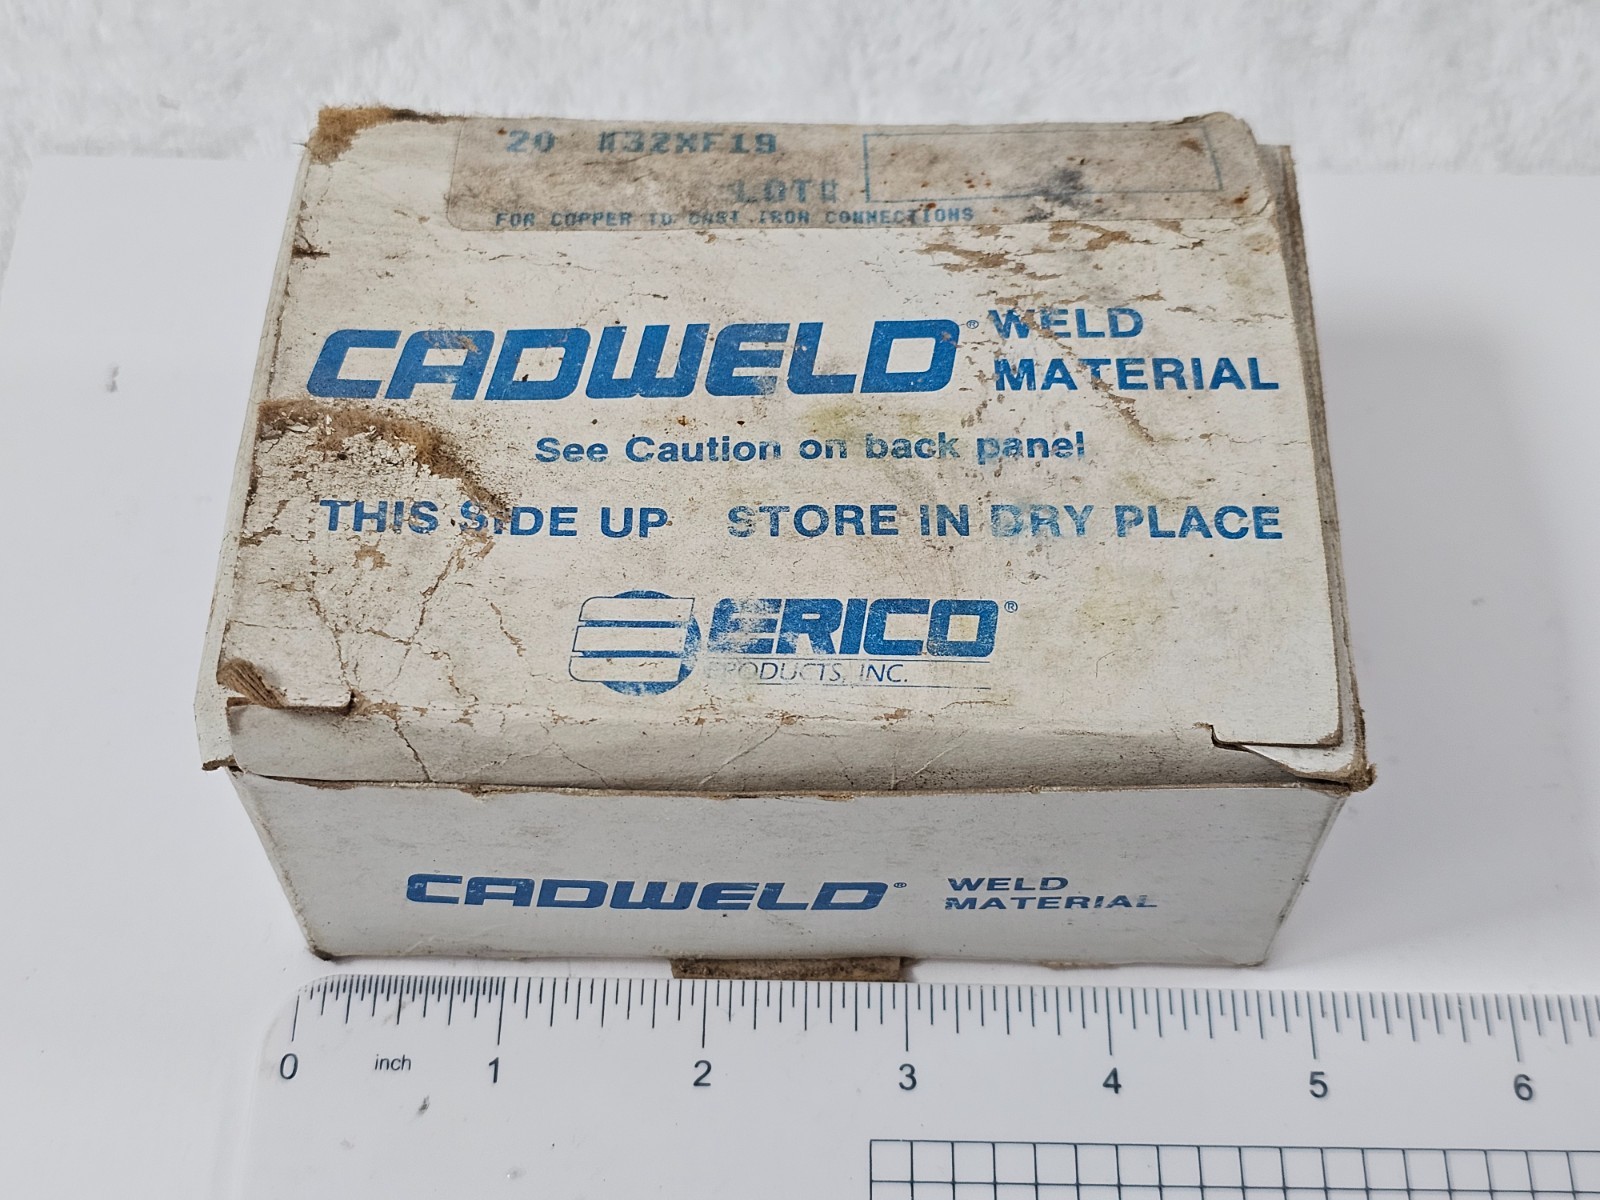 20 #32XF19
LOT#
FOR COPPER TO CAST IRON CONNECTIONS
CADWELD® WELD
MATERIAL
See Caution on back panel
THIS SIDE UP STORE IN DRY PLACE
ERICO®
PRODUCTS, INC.
CADWELD® WELD
MATERIAL
0 inch 1 2 3 4 5 6